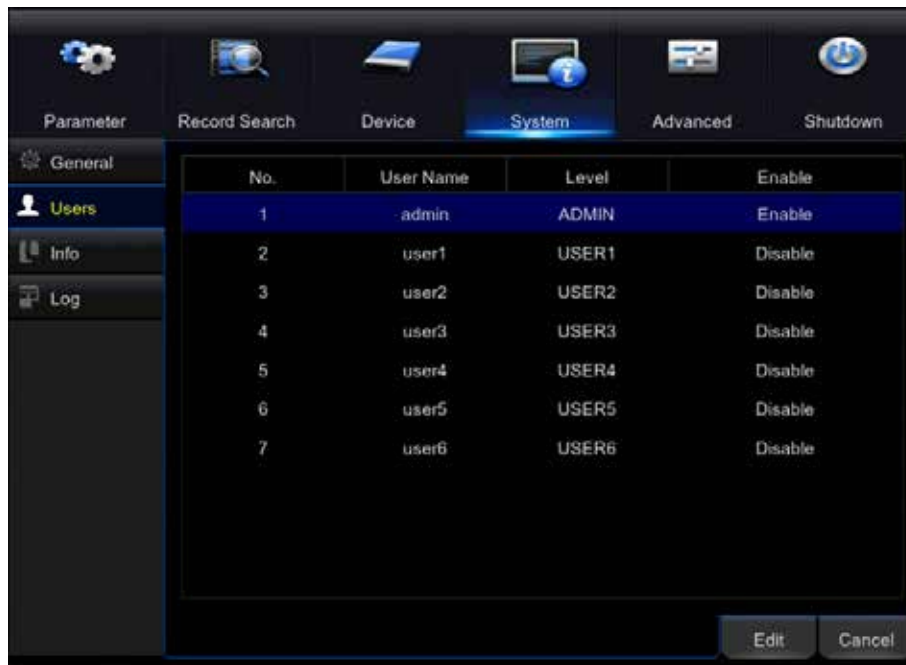 Parameter Record Search Device System Advanced Shutdown
General
Users
Info
Log
No. User Name Level Enable
1 admin ADMIN Enable
2 user1 USER1 Disable
3 user2 USER2 Disable
4 user3 USER3 Disable
5 user4 USER4 Disable
6 user5 USER5 Disable
7 user6 USER6 Disable
Edit Cancel